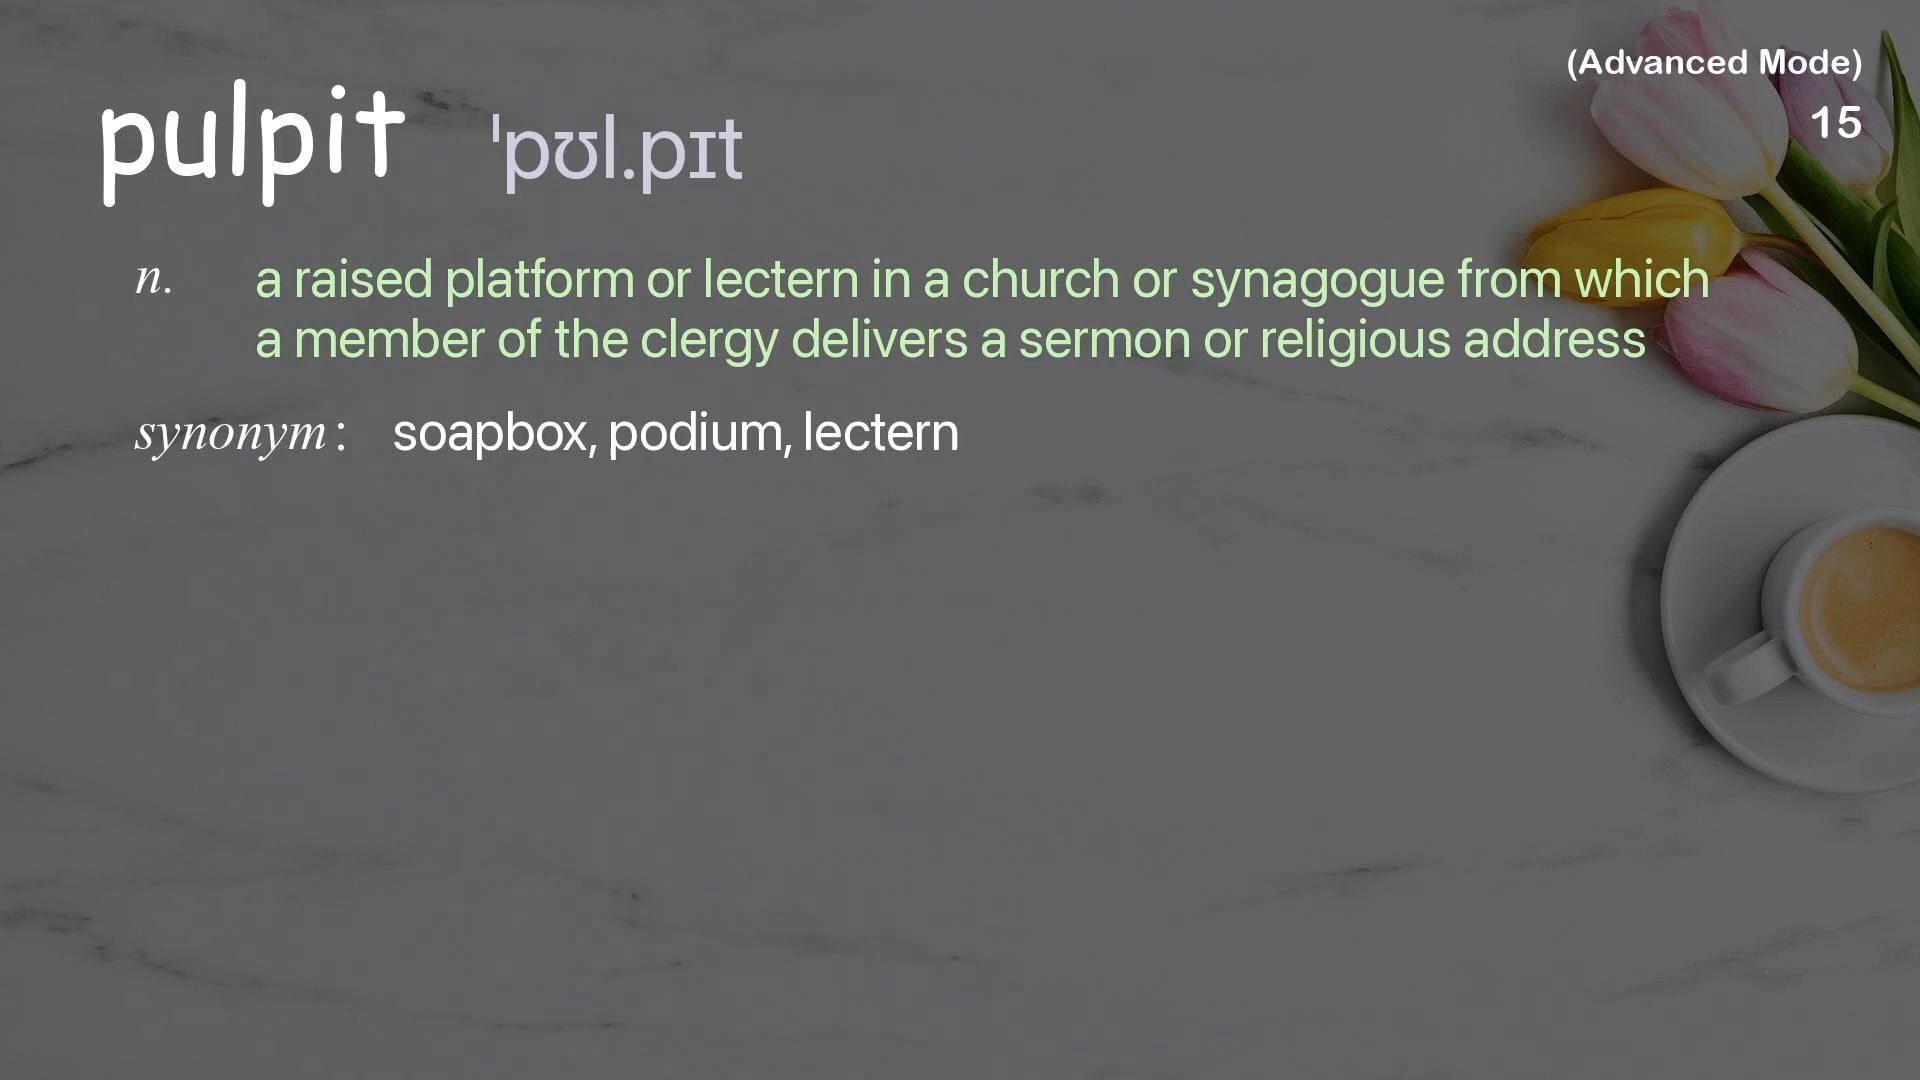 (Advanced Mode)
15
pulpit ˈpʊl.pɪt
n. a raised platform or lectern in a church or synagogue from which
a member of the clergy delivers a sermon or religious address
synonym: soapbox, podium, lectern